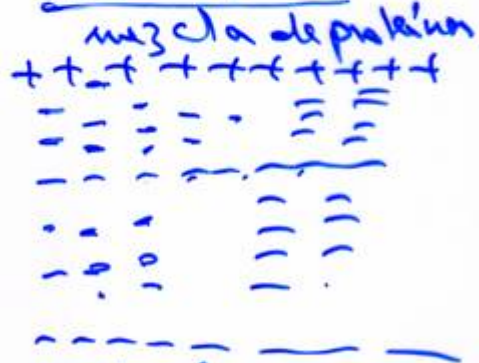 mezcla de proteínas
+ + - + + + + + + + +